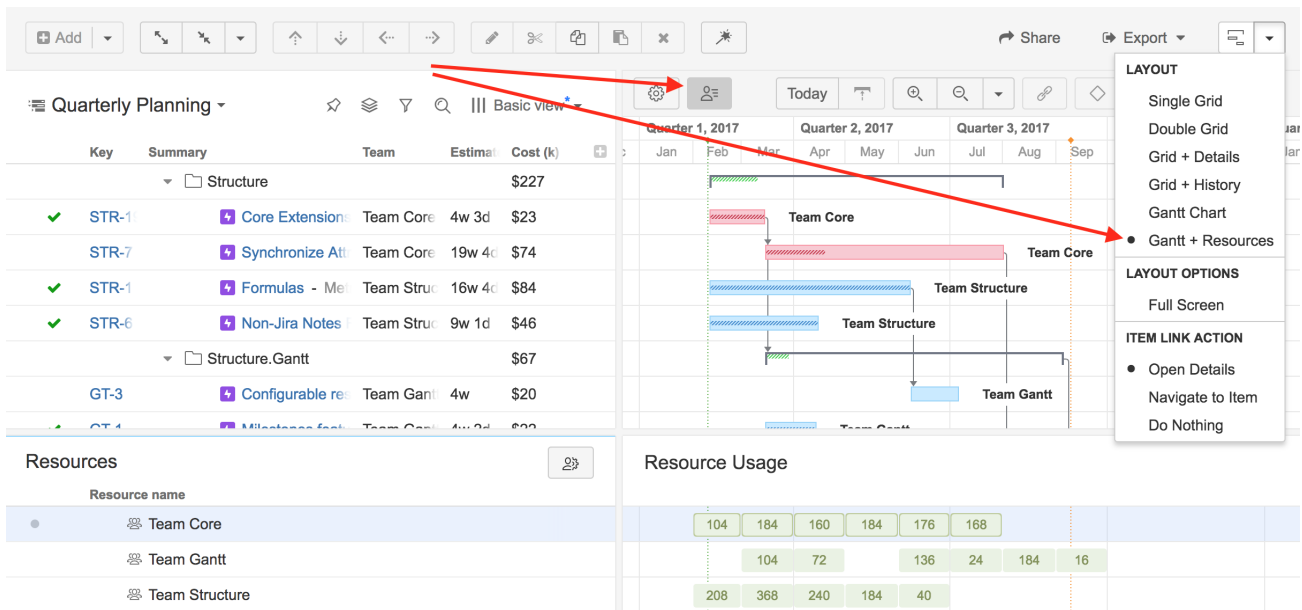 Add
Share
Export
Quarterly Planning
Basic view*
Today
LAYOUT
Single Grid
Double Grid
Grid + Details
Grid + History
Gantt Chart
Gantt + Resources
LAYOUT OPTIONS
Full Screen
ITEM LINK ACTION
Open Details
Navigate to Item
Do Nothing
Quarter 1, 2017 Quarter 2, 2017 Quarter 3, 2017
Jan Feb Mar Apr May Jun Jul Aug Sep
Key Summary Team Estima Cost (k)
Structure $227
STR-1 Core Extensions Team Core 4w 3d $23 Team Core
STR-7 Synchronize Att Team Core 19w 4d $74 Team Core
STR-1 Formulas - Me Team Struc 16w 4d $84 Team Structure
STR-6 Non-Jira Notes Team Struc 9w 1d $46 Team Structure
Structure.Gantt $67
GT-3 Configurable re Team Gant 4w $20 Team Gantt
Resources
Resource Usage
Resource name
Team Core 104 184 160 184 176 168
Team Gantt 104 72 136 24 184 16
Team Structure 208 368 240 184 40